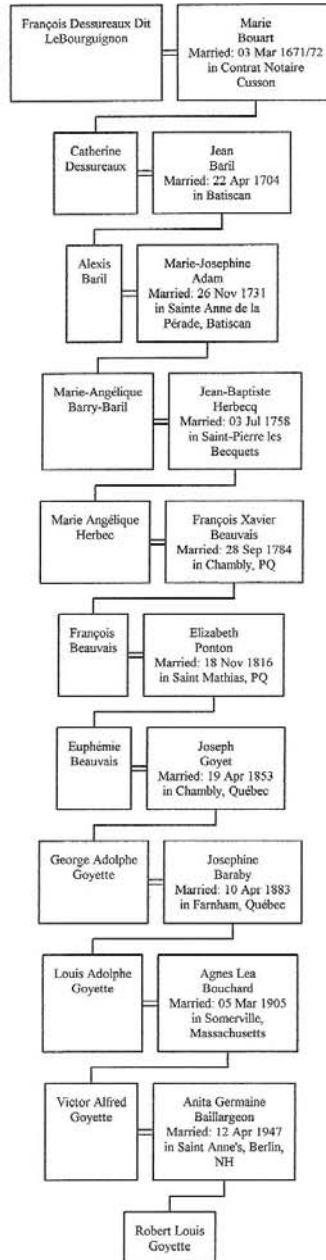 François Dessureaux Dit
LeBourguignon
Marie
Bouart
Married: 03 Mar 1671/72
in Contrat Notaire
Cusson
Catherine
Dessureaux
Jean
Baril
Married: 22 Apr 1704
in Batiscan
Alexis
Baril
Marie-Josephine
Adam
Married: 26 Nov 1731
in Sainte Anne de la
Pérade, Batiscan
Marie-Angélique
Barry-Baril
Jean-Baptiste
Herbecq
Married: 03 Jul 1758
in Saint-Pierre les
Becquets
Marie Angélique
Herbec
François Xavier
Beauvais
Married: 28 Sep 1784
in Chambly, PQ
François
Beauvais
Elizabeth
Ponton
Married: 18 Nov 1816
in Saint Mathias, PQ
Euphémie
Beauvais
Joseph
Goyet
Married: 19 Apr 1853
in Chambly, Québec
George Adolphe
Goyette
Josephine
Baraby
Married: 10 Apr 1883
in Farnham, Québec
Louis Adolphe
Goyette
Agnes Lea
Bouchard
Married: 05 Mar 1905
in Somerville,
Massachusetts
Victor Alfred
Goyette
Anita Germaine
Baillargeon
Married: 12 Apr 1947
in Saint Anne's, Berlin,
NH
Robert Louis
Goyette